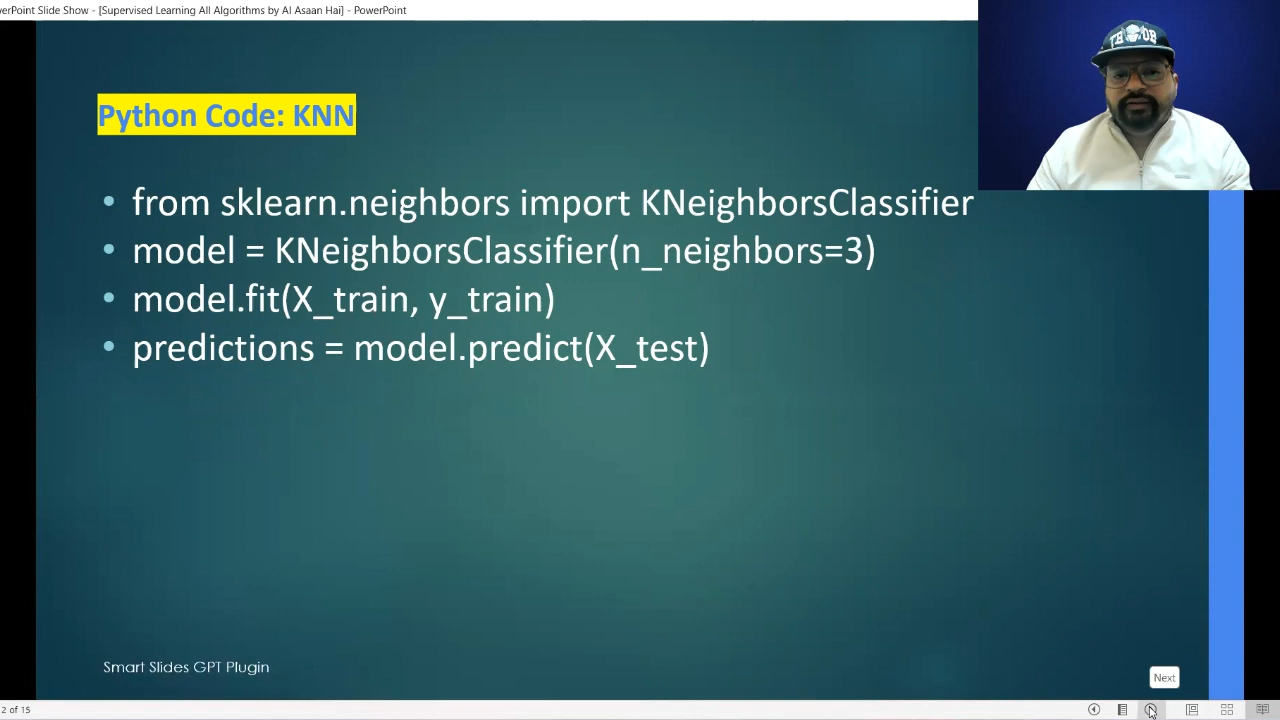 erPoint Slide Show - [Supervised Learning All Algorithms by AI Asaan Hai] - PowerPoint
Python Code: KNN
• from sklearn.neighbors import KNeighborsClassifier
• model = KNeighborsClassifier(n_neighbors=3)
• model.fit(X_train, y_train)
• predictions = model.predict(X_test)
Smart Slides GPT Plugin
Next
2 of 15